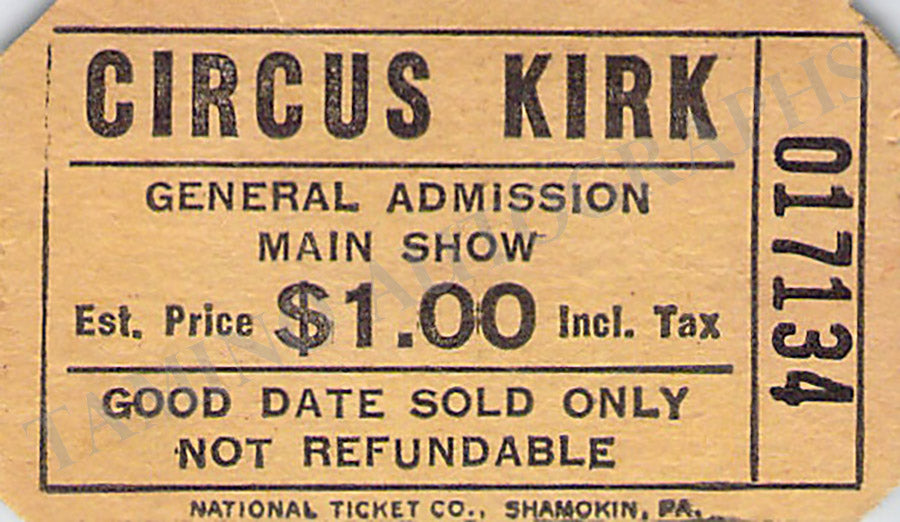 CIRCUS KIRK
GENERAL ADMISSION
MAIN SHOW
Est. Price $1.00 Incl. Tax
GOOD DATE SOLD ONLY
NOT REFUNDABLE
NATIONAL TICKET CO., SHAMOKIN, PA.
017134